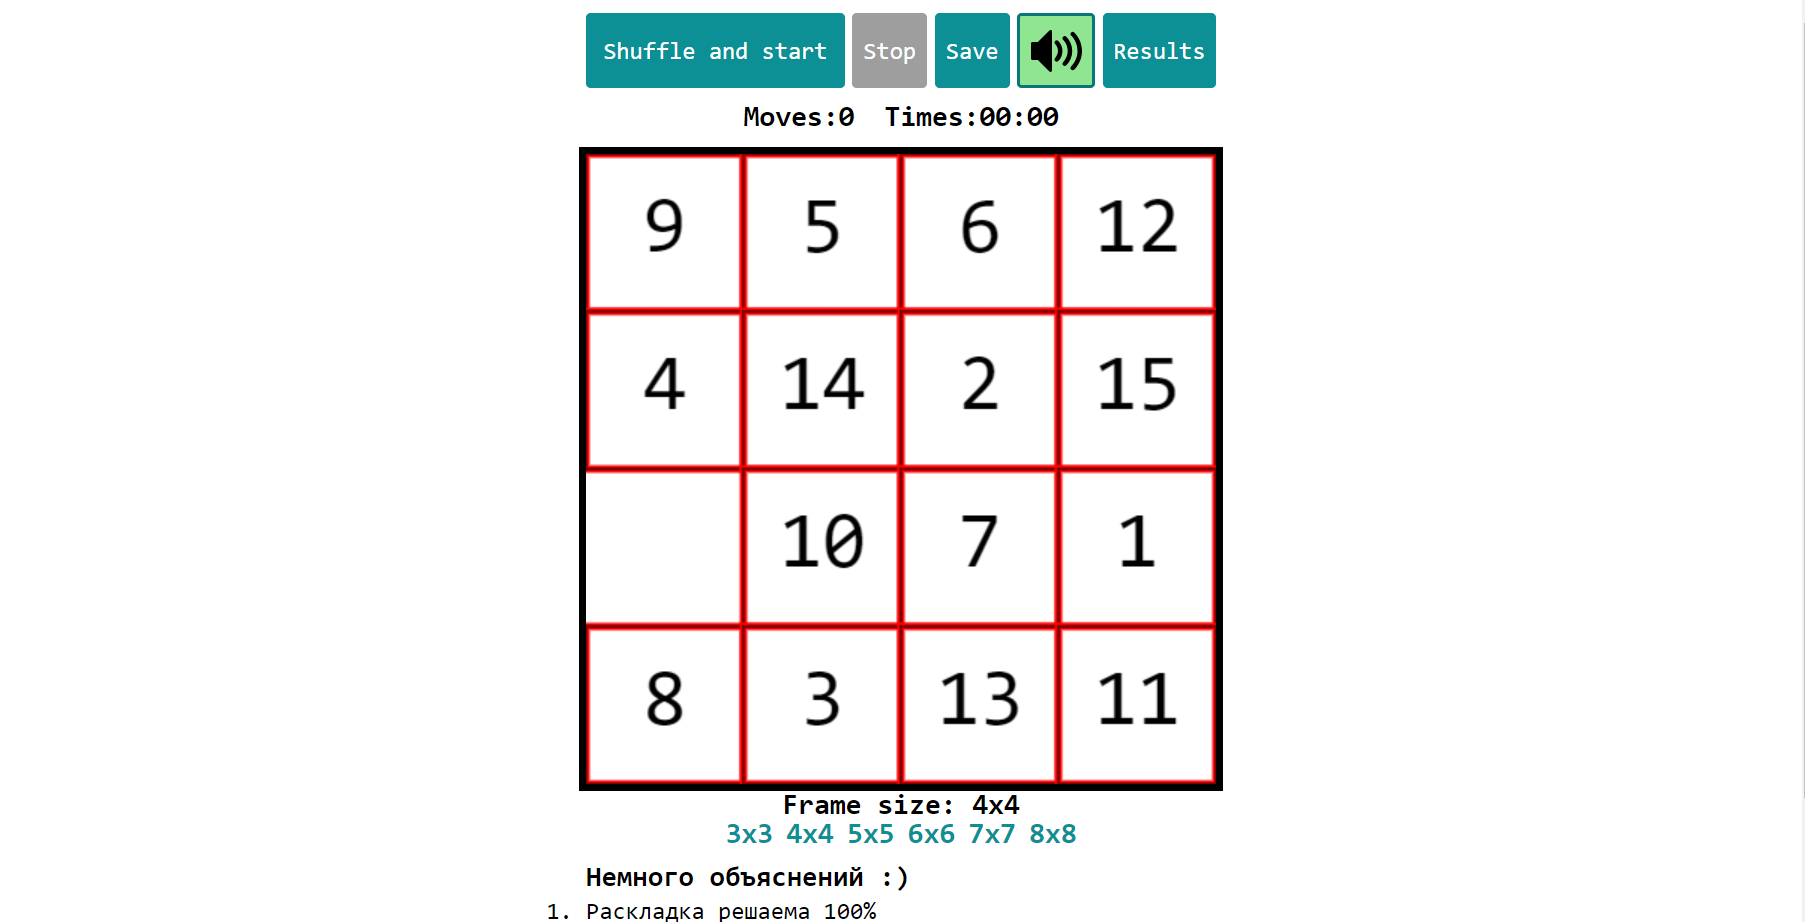 Shuffle and start Stop Save Results
Moves:0 Times:00:00
9 5 6 12
4 14 2 15
10 7 1
8 3 13 11
Frame size: 4x4
3x3 4x4 5x5 6x6 7x7 8x8
Немного объяснений :)
1. Раскладка решаема 100%